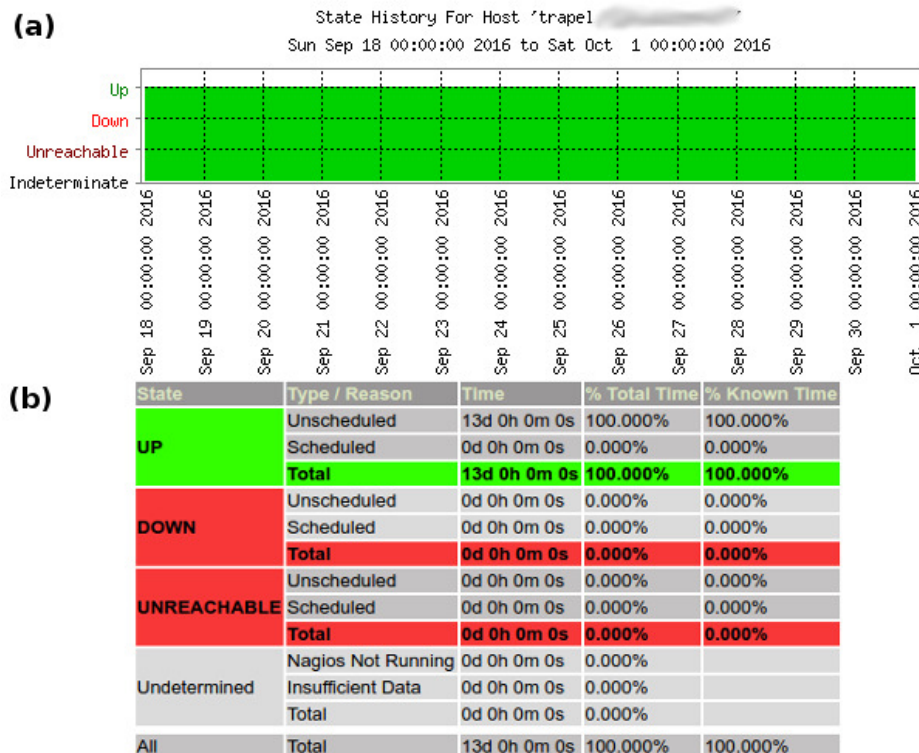 (a)
State History For Host 'trapel
Sun Sep 18 00:00:00 2016 to Sat Oct 1 00:00:00 2016
Up
Down
Unreachable
Indeterminate
Sep 18 00:00:00 2016
Sep 19 00:00:00 2016
Sep 20 00:00:00 2016
Sep 21 00:00:00 2016
Sep 22 00:00:00 2016
Sep 23 00:00:00 2016
Sep 24 00:00:00 2016
Sep 25 00:00:00 2016
Sep 26 00:00:00 2016
Sep 27 00:00:00 2016
Sep 28 00:00:00 2016
Sep 29 00:00:00 2016
Sep 30 00:00:00 2016
Oct 1 00:00:00 2016
(b)
State Type / Reason Time % Total Time % Known Time
UP
Unscheduled 13d 0h 0m 0s 100.000% 100.000%
Scheduled 0d 0h 0m 0s 0.000% 0.000%
Total 13d 0h 0m 0s 100.000% 100.000%
DOWN
Unscheduled 0d 0h 0m 0s 0.000% 0.000%
Scheduled 0d 0h 0m 0s 0.000% 0.000%
Total 0d 0h 0m 0s 0.000% 0.000%
UNREACHABLE
Unscheduled 0d 0h 0m 0s 0.000% 0.000%
Scheduled 0d 0h 0m 0s 0.000% 0.000%
Total 0d 0h 0m 0s 0.000% 0.000%
Undetermined
Nagios Not Running 0d 0h 0m 0s 0.000%
Insufficient Data 0d 0h 0m 0s 0.000%
Total 0d 0h 0m 0s 0.000%
All Total 13d 0h 0m 0s 100.000% 100.000%